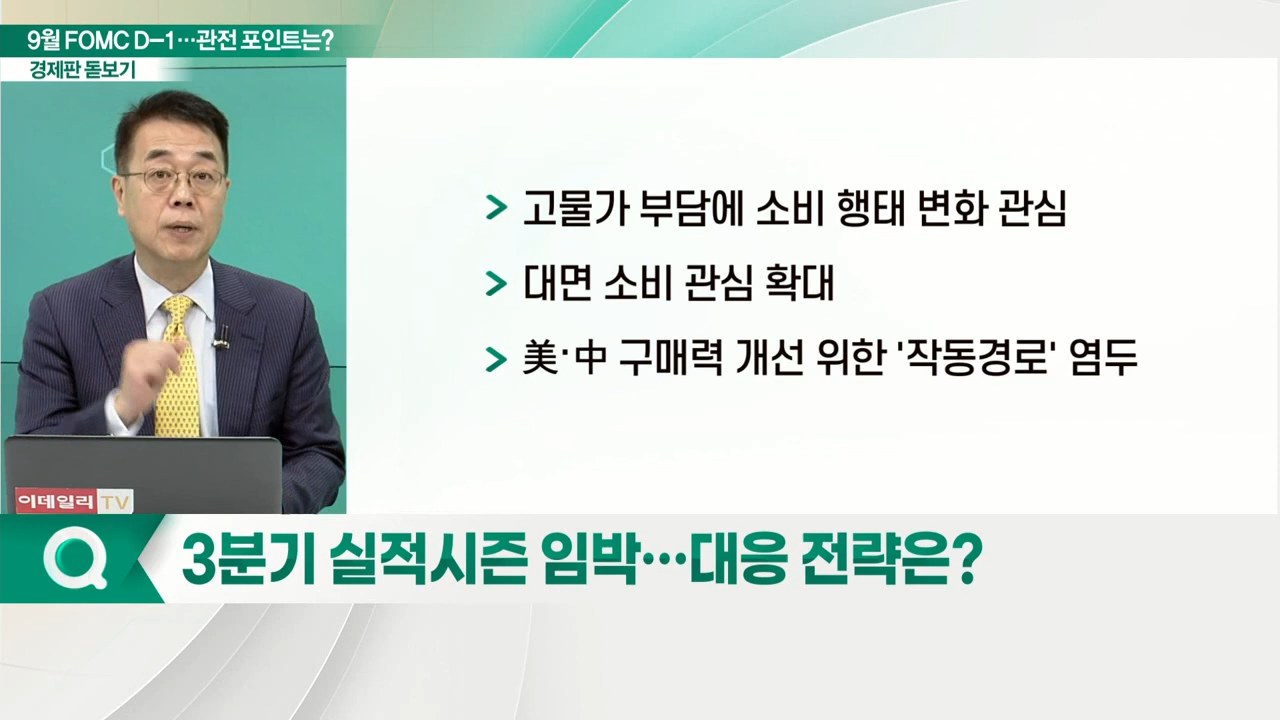 9월 FOMC D-1…관전 포인트는?
경제판 돋보기
> 고물가 부담에 소비 행태 변화 관심
> 대면 소비 관심 확대
> 美·中 구매력 개선 위한 '작동경로' 염두
이데일리TV
Q 3분기 실적시즌 임박…대응 전략은?